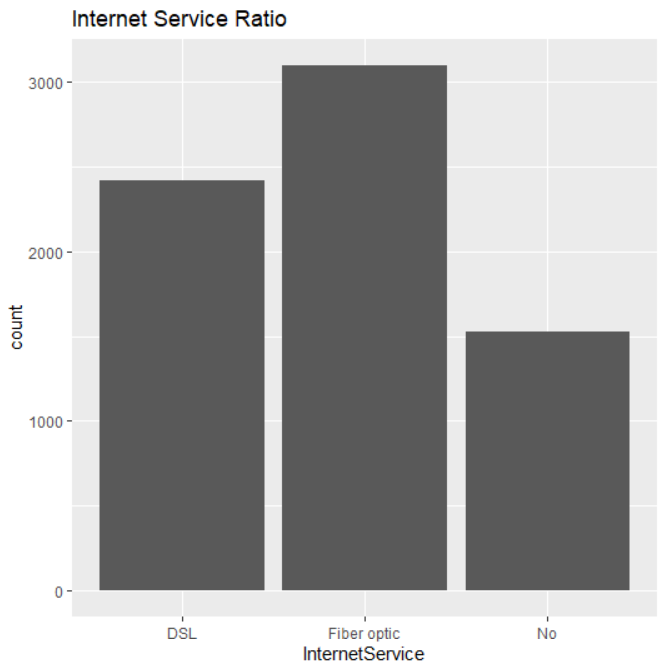 Internet Service Ratio
3000
2000
1000
0
count
DSL
Fiber optic
No
InternetService